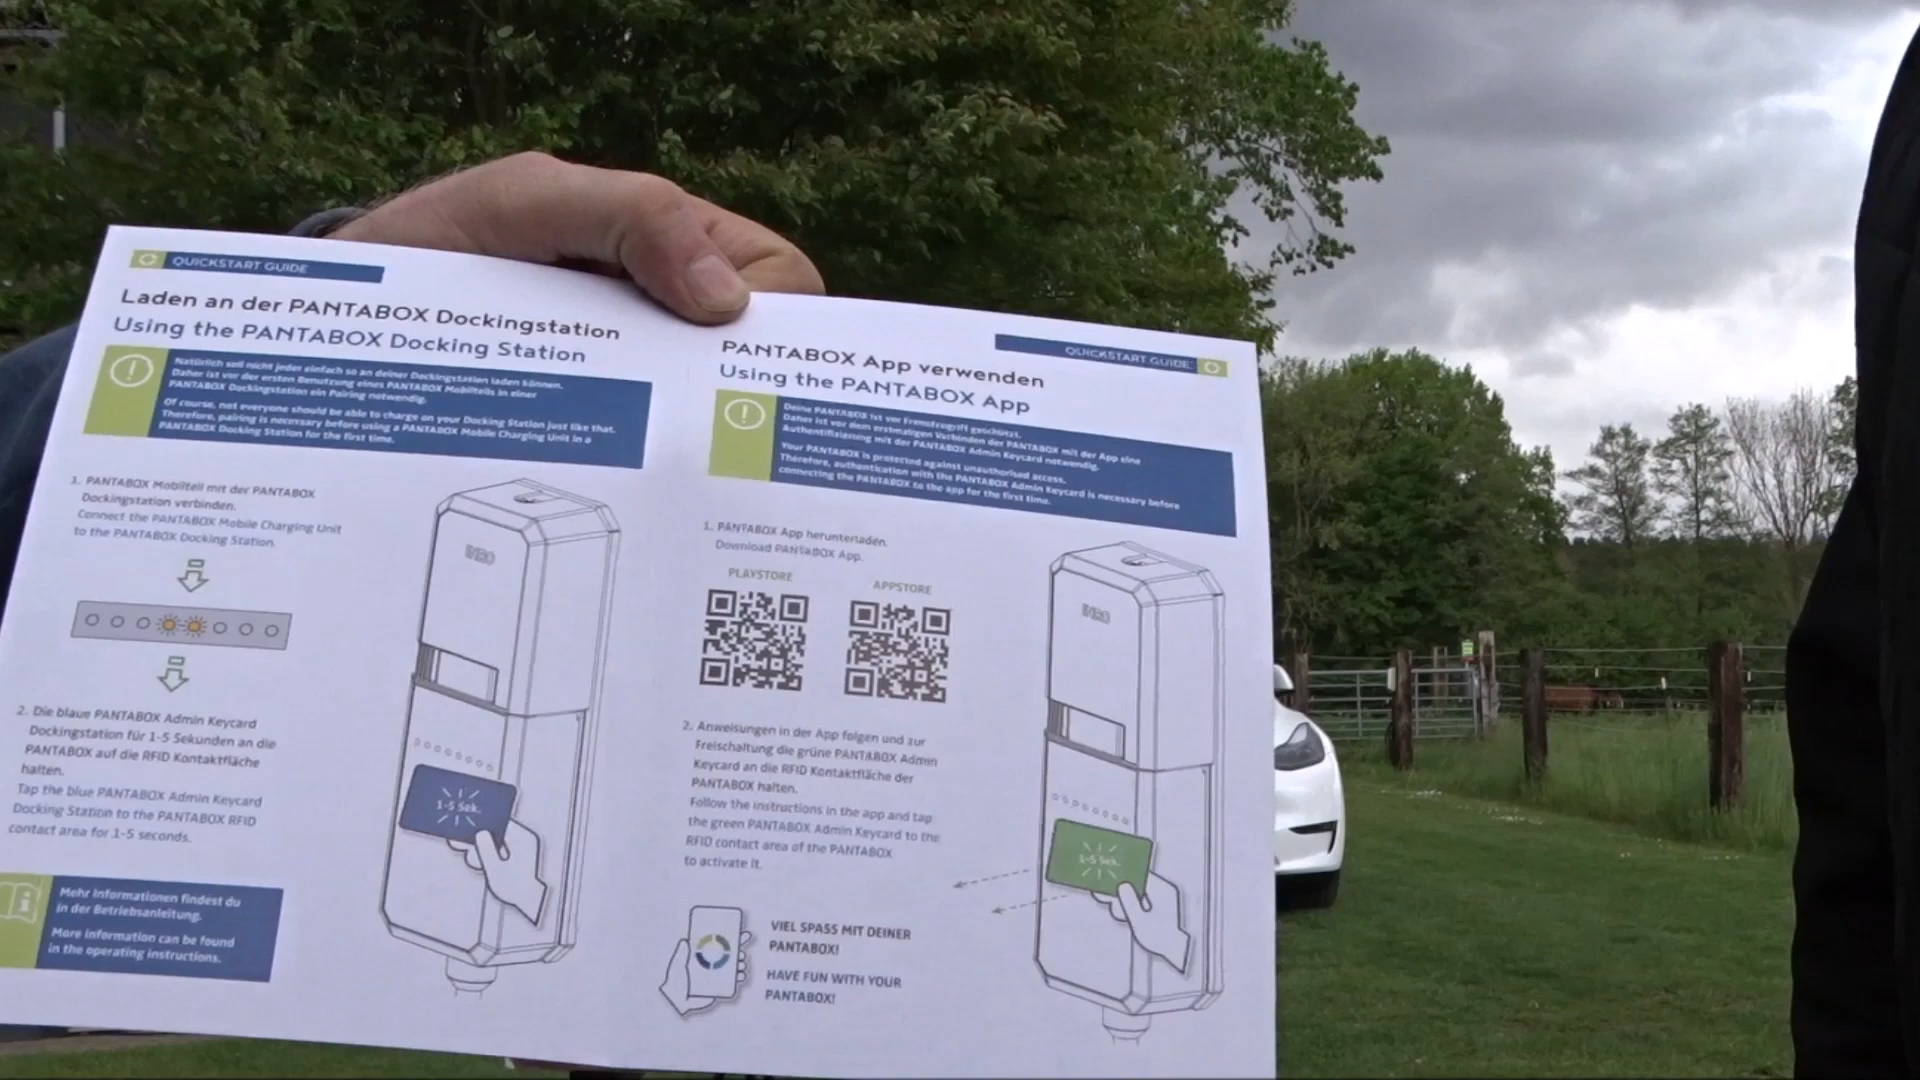 QUICKSTART GUIDE
Laden an der PANTABOX Dockingstation
Using the PANTABOX Docking Station
Natürlich soll nicht jeder einfach so an deiner Dockingstation laden können.
Daher ist vor der ersten Benutzung eines PANTABOX Mobilteils in einer
PANTABOX Dockingstation ein Pairing notwendig.
Of course, not everyone should be able to charge on your Docking Station just like that.
Therefore, pairing is necessary before using a PANTABOX Mobile Charging Unit in a
PANTABOX Docking Station for the first time.
1. PANTABOX Mobilteil mit der PANTABOX
Dockingstation verbinden.
Connect the PANTABOX Mobile Charging Unit
to the PANTABOX Docking Station.
2. Die blaue PANTABOX Admin Keycard
Dockingstation für 1-5 Sekunden an die
PANTABOX auf die RFID Kontaktfläche
halten.
Tap the blue PANTABOX Admin Keycard
Docking Station to the PANTABOX RFID
contact area for 1-5 seconds.
INRO
1-5 Sek.
Mehr Informationen findest du
in der Betriebsanleitung.
More information can be found
in the operating instructions.
QUICKSTART GUIDE
PANTABOX App verwenden
Using the PANTABOX App
Deine PANTABOX ist vor Fremdzugriff geschützt.
Daher ist vor dem erstmaligen Verbinden der PANTABOX mit der App eine
Authentifizierung mit der PANTABOX Admin Keycard notwendig.
Your PANTABOX is protected against unauthorised access.
Therefore, authentication with the PANTABOX Admin Keycard is necessary before
connecting the PANTABOX to the app for the first time.
1. PANTABOX App herunterladen.
Download PANTABOX App.
PLAYSTORE
APPSTORE
2. Anweisungen in der App folgen und zur
Freischaltung die grüne PANTABOX Admin
Keycard an die RFID Kontaktfläche der
PANTABOX halten.
Follow the instructions in the app and tap
the green PANTABOX Admin Keycard to the
RFID contact area of the PANTABOX
to activate it.
INRO
1-5 Sek.
VIEL SPASS MIT DEINER
PANTABOX!
HAVE FUN WITH YOUR
PANTABOX!